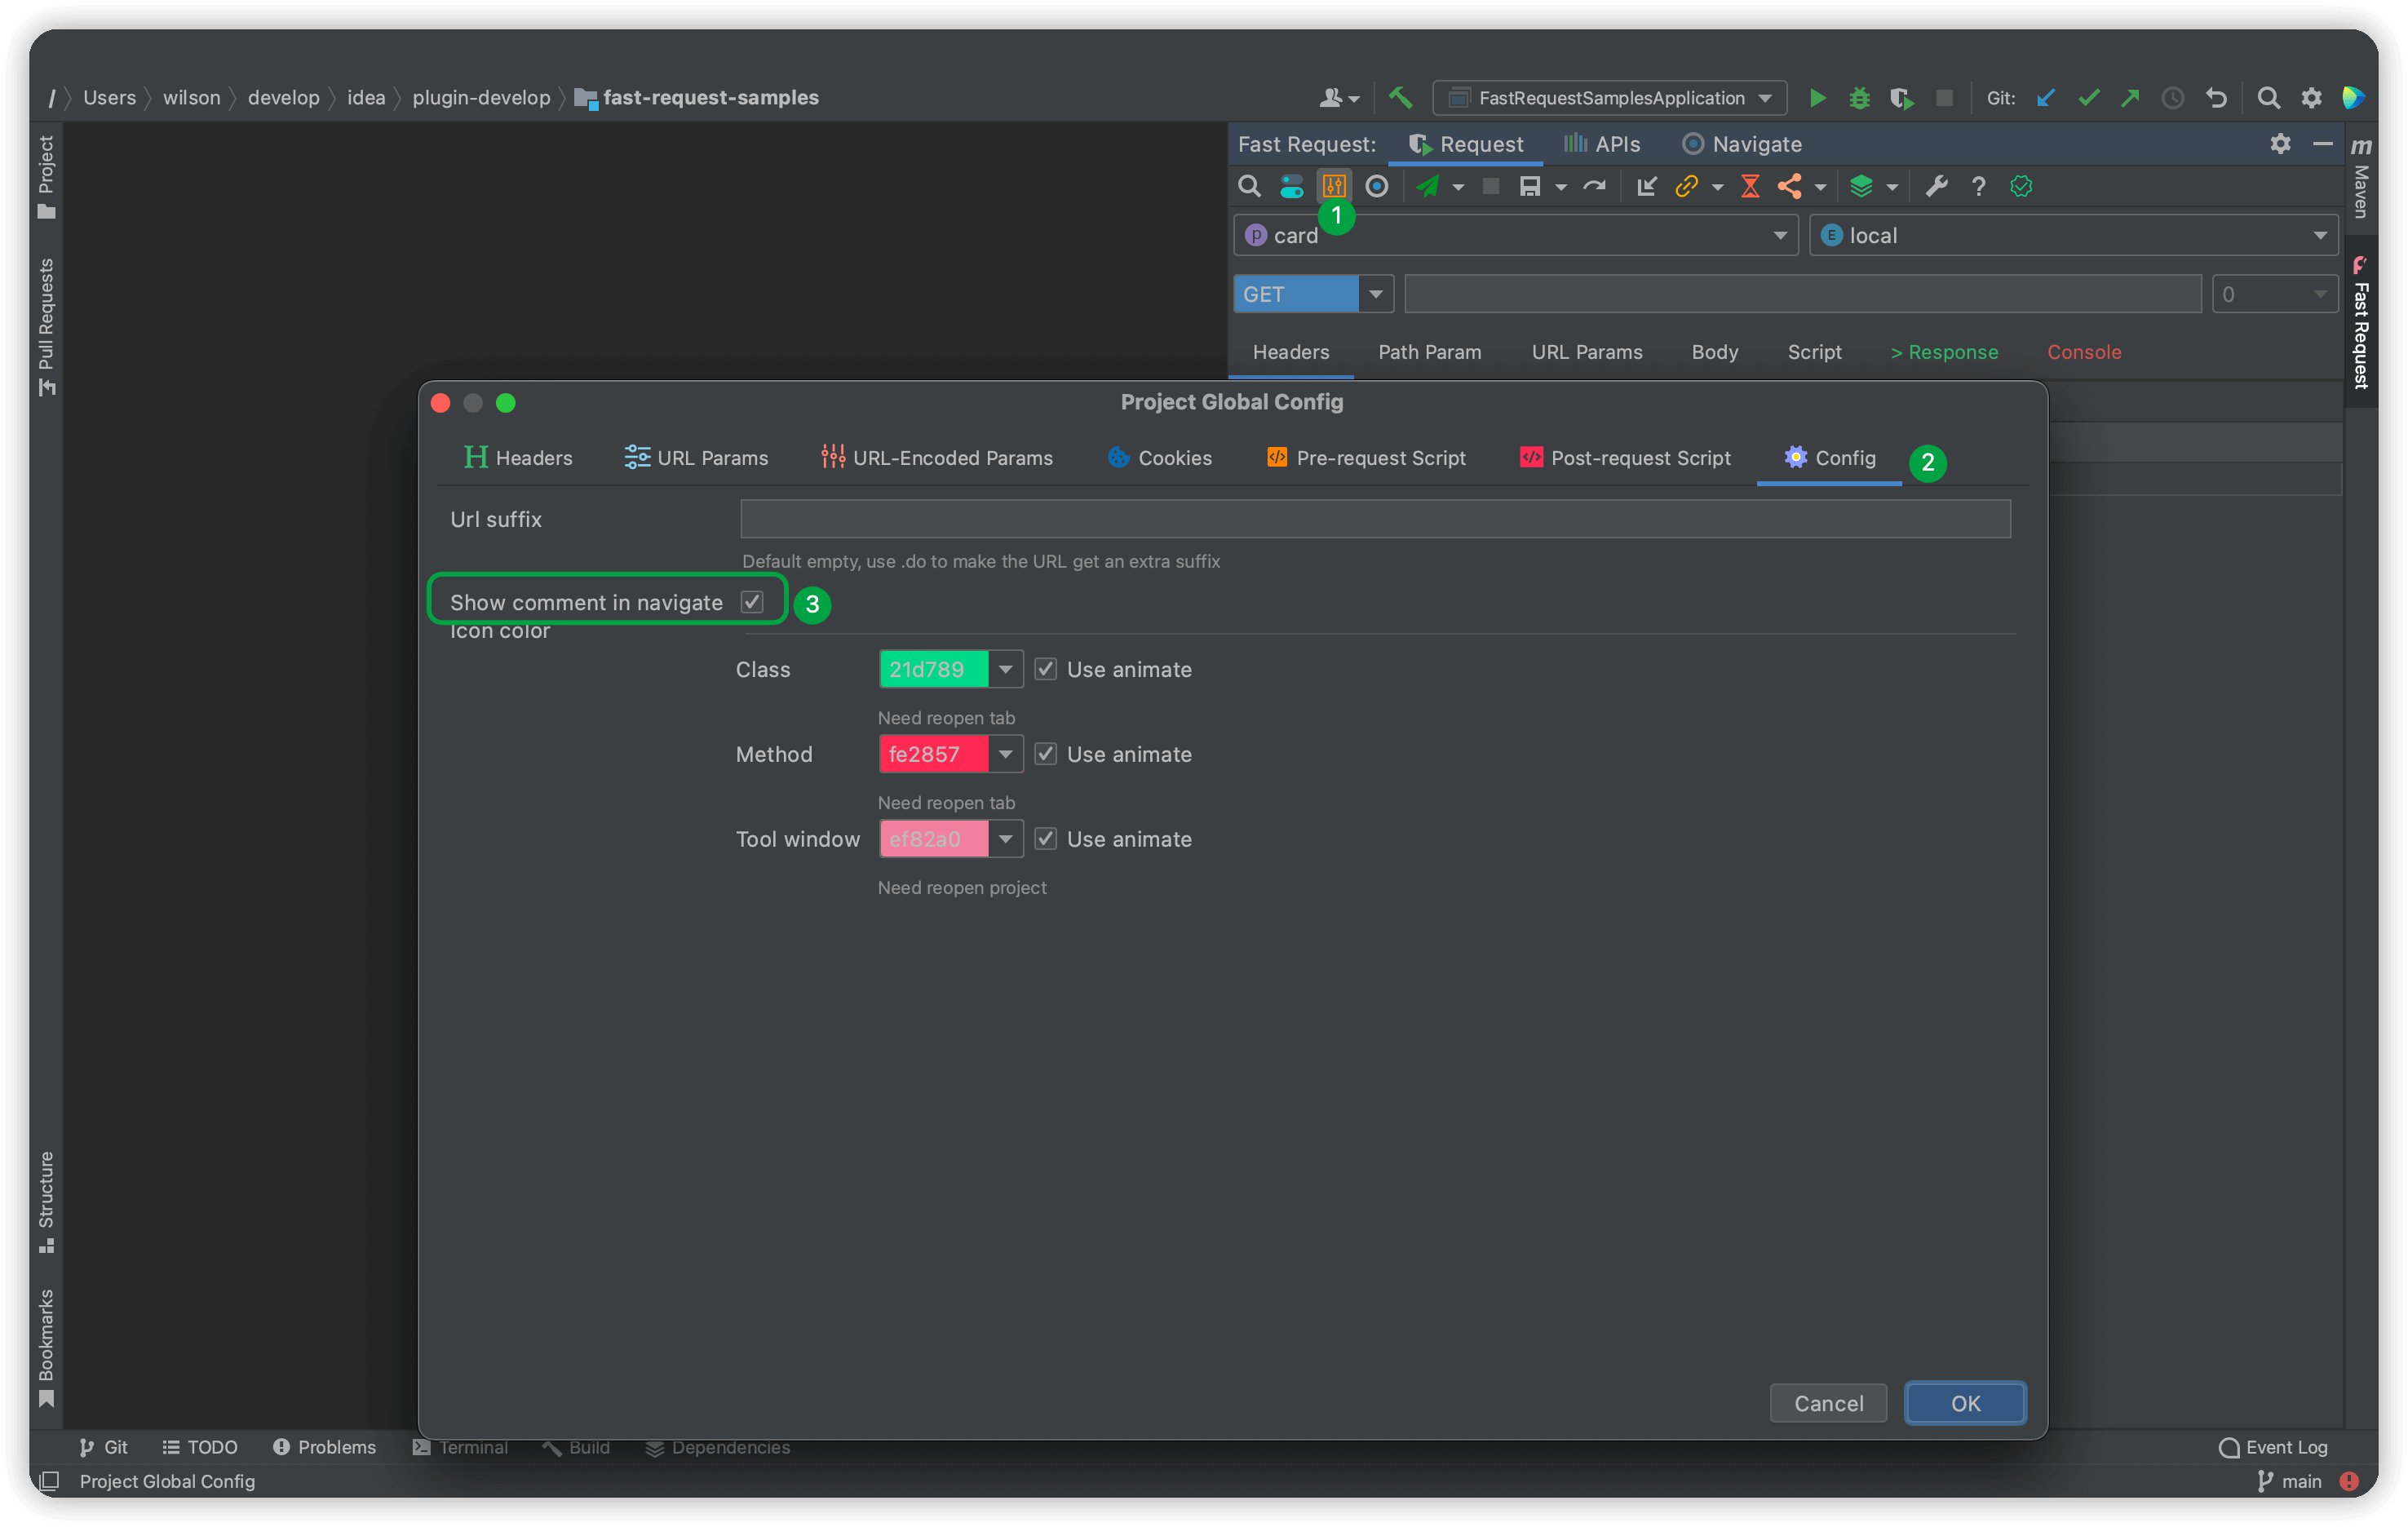 / Users wilson develop idea plugin-develop fast-request-samples
FastRequestSamplesApplication Git:
Project
Pull Requests
Structure
Bookmarks
Fast Request: Request APIs Navigate
1
p card E local
GET 0
Headers Path Param URL Params Body Script > Response Console
m Maven
Fast Request
Project Global Config
H Headers URL Params URL-Encoded Params Cookies Pre-request Script Post-request Script Config 2
Url suffix
Default empty, use .do to make the URL get an extra suffix
Show comment in navigate 3
Icon color
Class 21d789 Use animate
Need reopen tab
Method fe2857 Use animate
Need reopen tab
Tool window ef82a0 Use animate
Need reopen project
Cancel OK
Git TODO Problems Terminal Build Dependencies Event Log
Project Global Config main